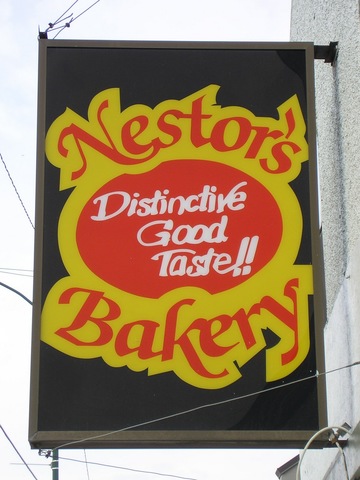 Nestor's
Distinctive
Good
Taste!!
Bakery